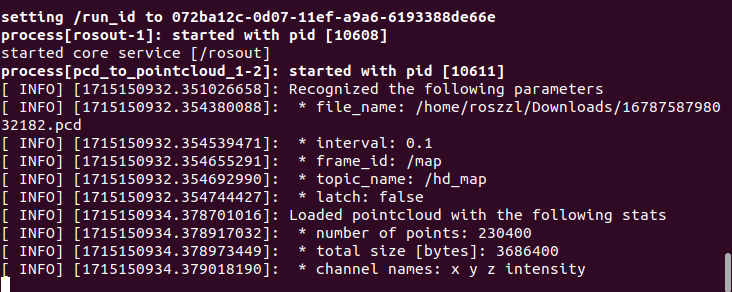 setting /run_id to 072ba12c-0d07-11ef-a9a6-6193388de66e
process[rosout-1]: started with pid [10608]
started core service [/rosout]
process[pcd_to_pointcloud_1-2]: started with pid [10611]
[ INFO] [1715150932.351026658]: Recognized the following parameters
[ INFO] [1715150932.354380088]:  * file_name: /home/roszzl/Downloads/16787587980
32182.pcd
[ INFO] [1715150932.354539471]:  * interval: 0.1
[ INFO] [1715150932.354655291]:  * frame_id: /map
[ INFO] [1715150932.354692990]:  * topic_name: /hd_map
[ INFO] [1715150932.354744427]:  * latch: false
[ INFO] [1715150934.378701016]: Loaded pointcloud with the following stats
[ INFO] [1715150934.378917032]:  * number of points: 230400
[ INFO] [1715150934.378973449]:  * total size [bytes]: 3686400
[ INFO] [1715150934.379018190]:  * channel names: x y z intensity